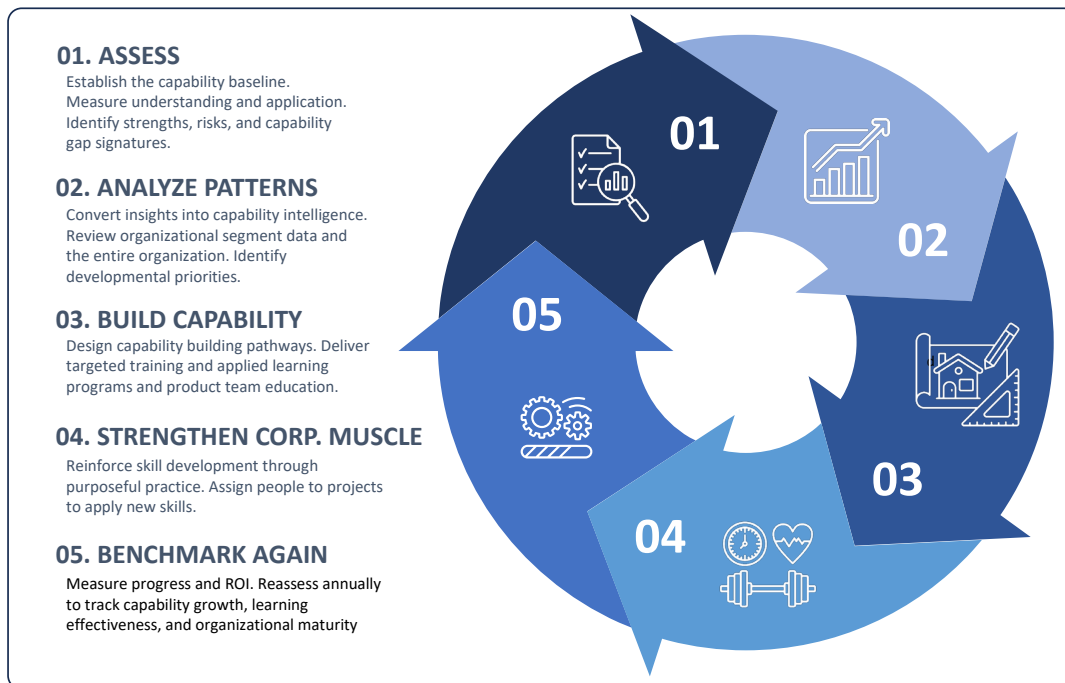 01. ASSESS
Establish the capability baseline.
Measure understanding and application.
Identify strengths, risks, and capability
gap signatures.
02. ANALYZE PATTERNS
Convert insights into capability intelligence.
Review organizational segment data and
the entire organization. Identify
developmental priorities.
03. BUILD CAPABILITY
Design capability building pathways. Deliver
targeted training and applied learning
programs and product team education.
04. STRENGTHEN CORP. MUSCLE
Reinforce skill development through
purposeful practice. Assign people to projects
to apply new skills.
05. BENCHMARK AGAIN
Measure progress and ROI. Reassess annually
to track capability growth, learning
effectiveness, and organizational maturity
01
02
d
03
04
05